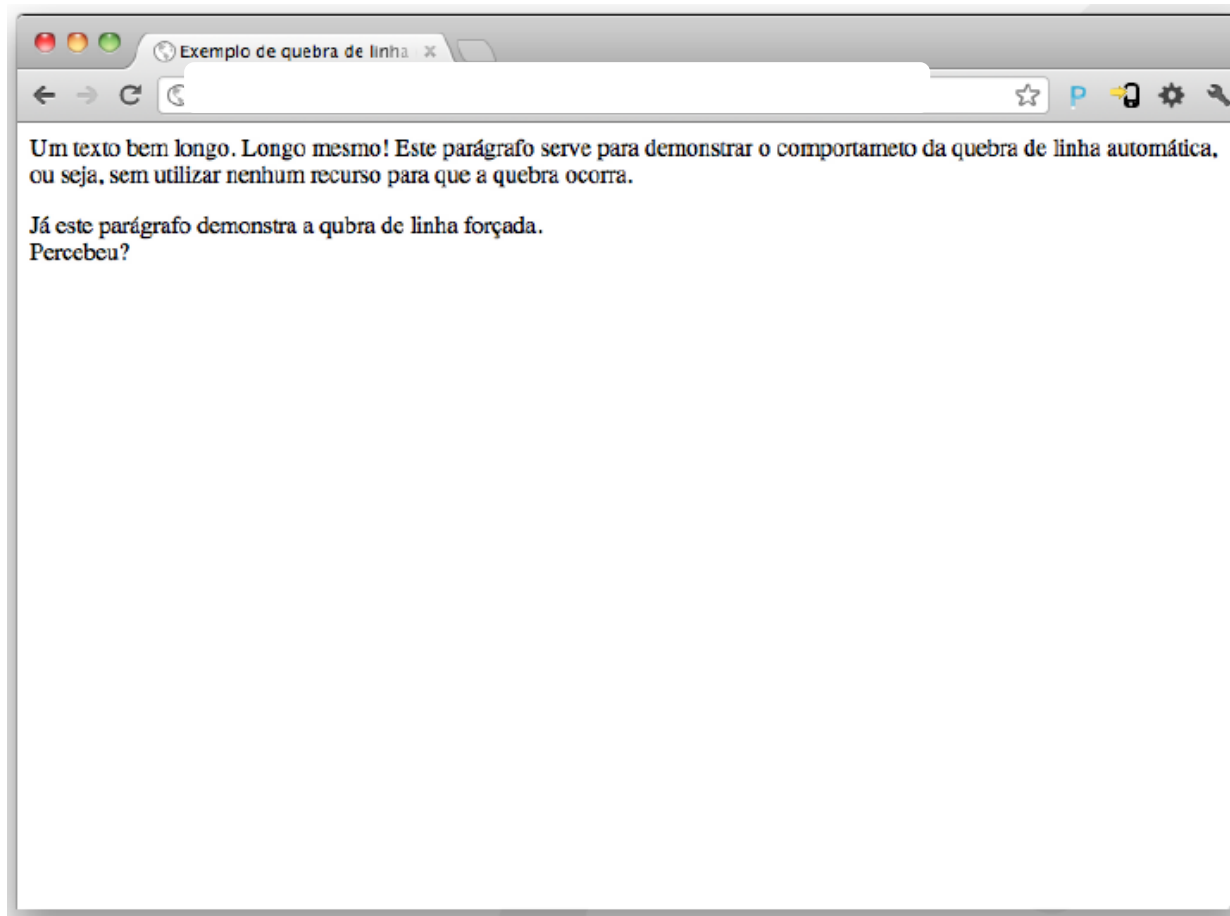 Exemplo de quebra de linha
P
Um texto bem longo. Longo mesmo! Este parágrafo serve para demonstrar o comportameto da quebra de linha automática,
ou seja, sem utilizar nenhum recurso para que a quebra ocorra.
Já este parágrafo demonstra a qubra de linha forçada.
Percebeu?